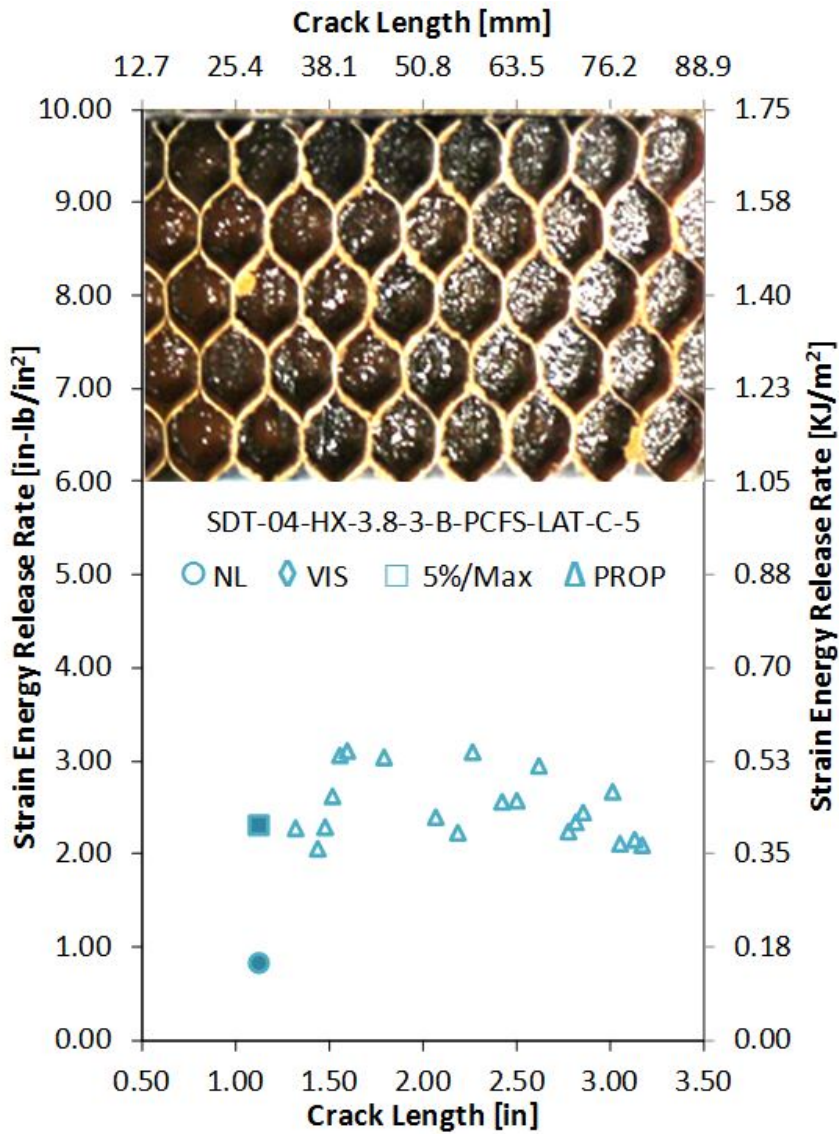 Crack Length [mm]
12.7 25.4 38.1 50.8 63.5 76.2 88.9
Strain Energy Release Rate [in-lb/in²]
10.00
9.00
8.00
7.00
6.00
5.00
4.00
3.00
2.00
1.00
0.00
SDT-04-HX-3.8-3-B-PCFS-LAT-C-5
NL VIS 5%/Max PROP
1.75
1.58
1.40
1.23
1.05
0.88
0.70
0.53
0.35
0.18
0.00
Strain Energy Release Rate [KJ/m²]
0.50 1.00 1.50 2.00 2.50 3.00 3.50
Crack Length [in]